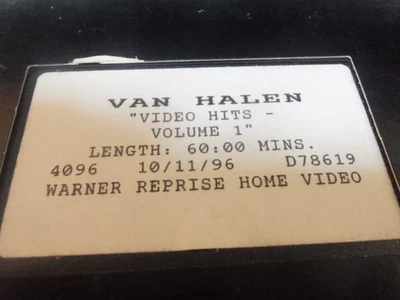 VAN HALEN
"VIDEO HITS -
VOLUME 1"
LENGTH: 60:00 MINS.
4096 10/11/96 D78619
WARNER REPRISE HOME VIDEO